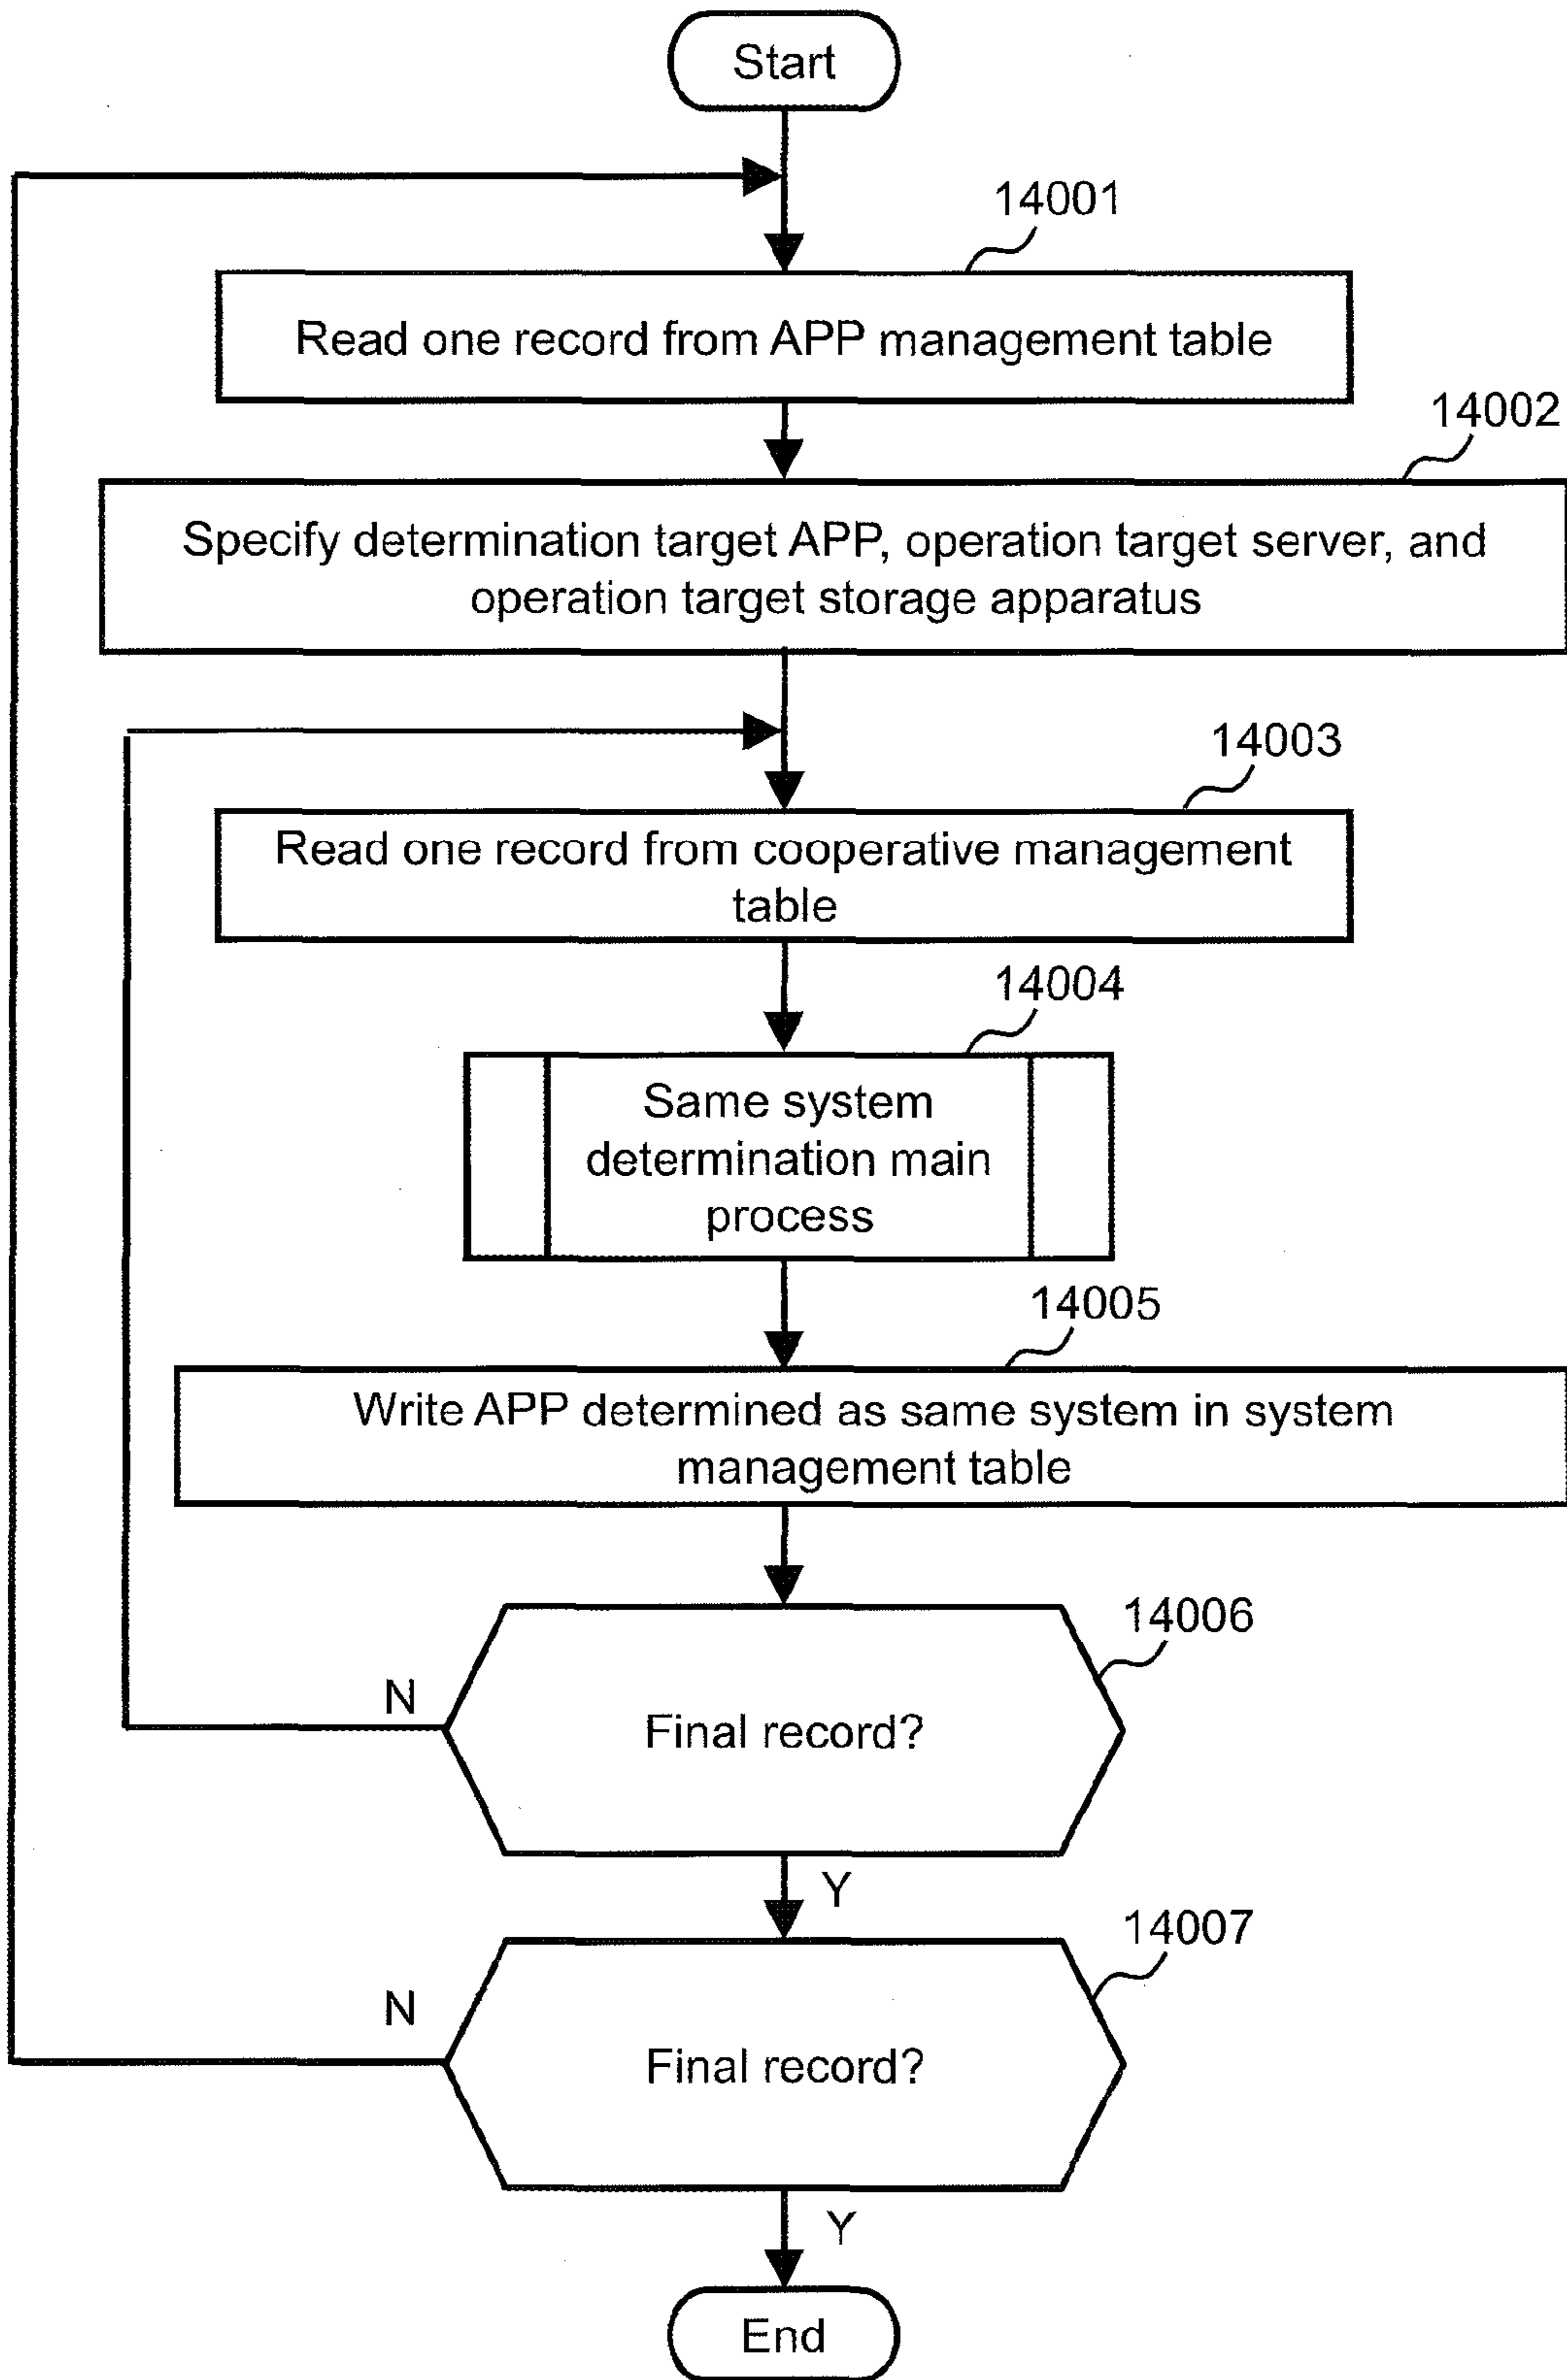 Start
14001
Read one record from APP management table
14002
Specify determination target APP, operation target server, and
operation target storage apparatus
14003
Read one record from cooperative management
table
14004
Same system
determination main
process
14005
Write APP determined as same system in system
management table
14006
N
Final record?
Y
14007
N
Final record?
Y
End